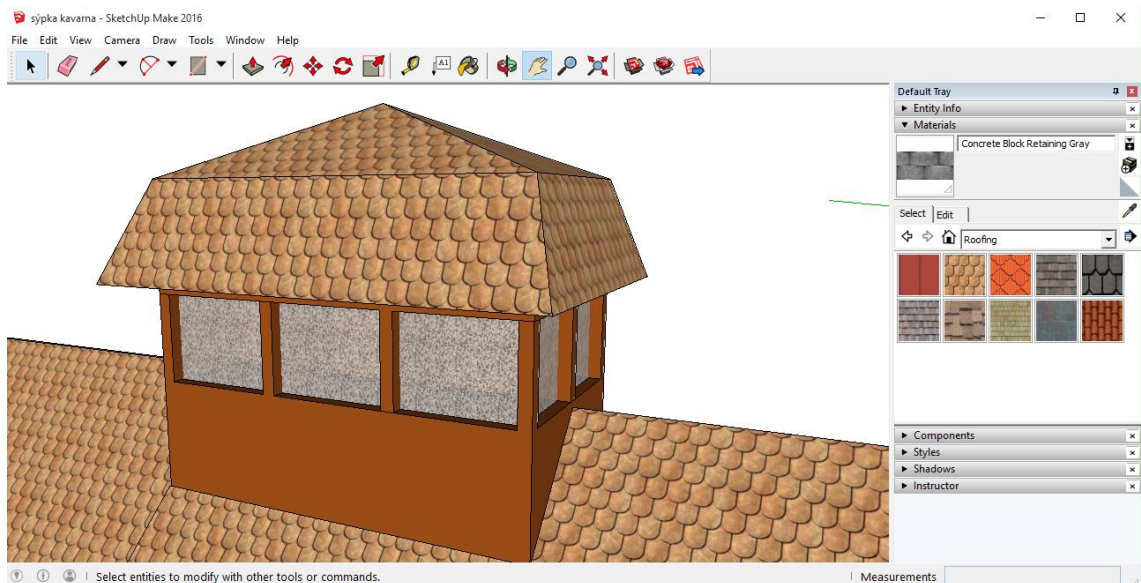 sýpka kavarna - SketchUp Make 2016
File Edit View Camera Draw Tools Window Help
A1
Default Tray
Entity Info
Materials
Concrete Block Retaining Gray
Select Edit
Roofing
Components
Styles
Shadows
Instructor
Select entities to modify with other tools or commands.
Measurements